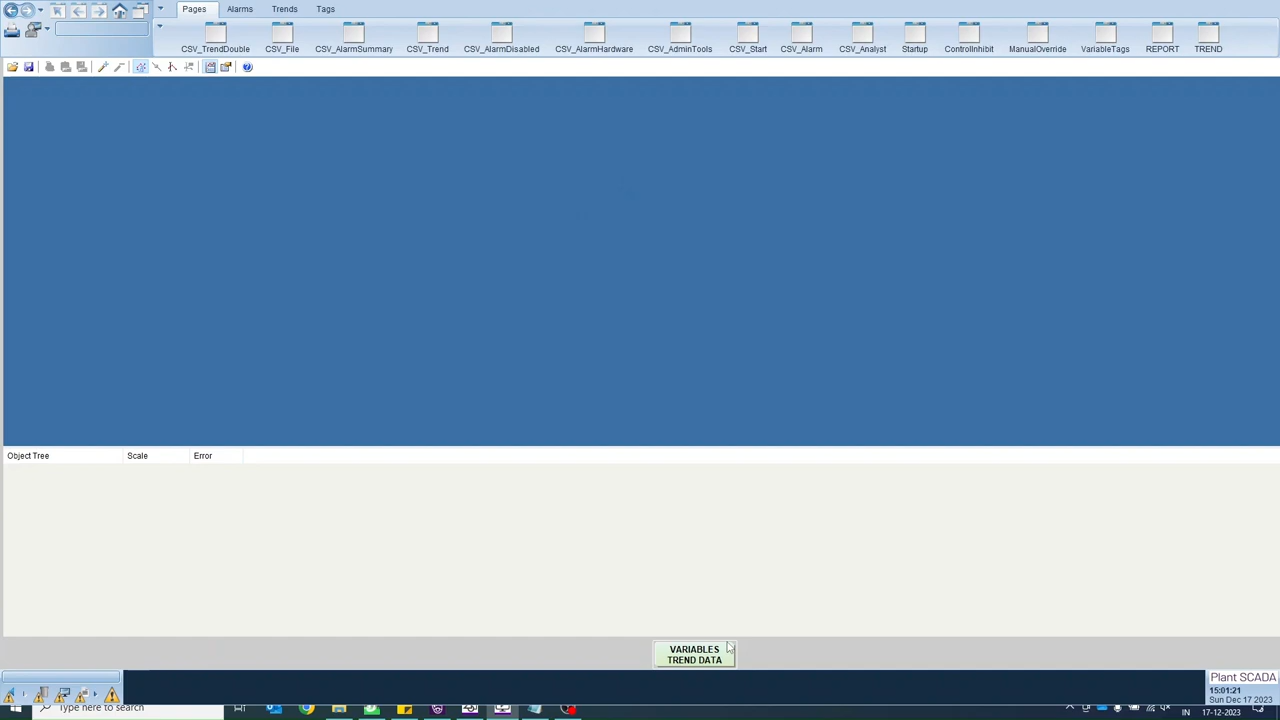 Pages Alarms Trends Tags
CSV_TrendDouble CSV_File CSV_AlarmSummary CSV_Trend CSV_AlarmDisabled CSV_AlarmHardware CSV_AdminTools CSV_Start CSV_Alarm CSV_Analyst Startup ControlInhibit ManualOverride VariableTags REPORT TREND
Object Tree Scale Error
VARIABLES
TREND DATA
Plant SCADA
15:01:21
Sun Dec 17 2023
Type here to search
IN 17-12-2023